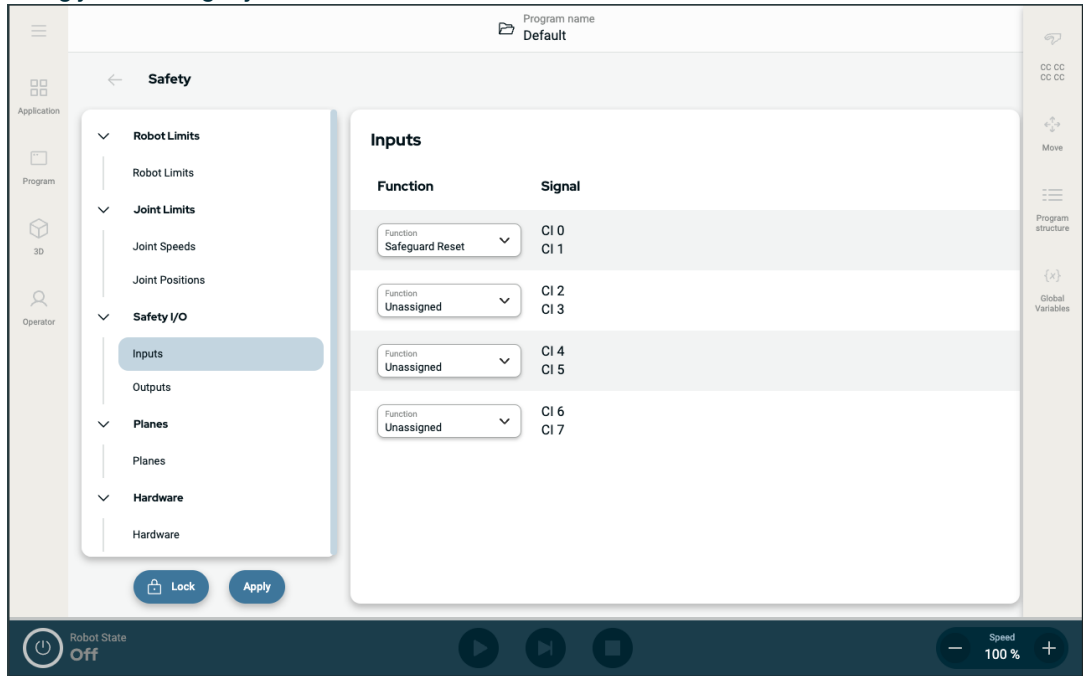 Program name
Default
Application
Program
3D
Operator
Safety
Robot Limits
Robot Limits
Joint Limits
Joint Speeds
Joint Positions
Safety I/O
Inputs
Outputs
Planes
Planes
Hardware
Hardware
Lock
Apply
Inputs
Function
Signal
Function
Safeguard Reset
CI 0
CI 1
Function
Unassigned
CI 2
CI 3
Function
Unassigned
CI 4
CI 5
Function
Unassigned
CI 6
CI 7
CC CC
CC CC
Move
Program
structure
{x}
Global
Variables
Robot State
Off
Speed
100 %